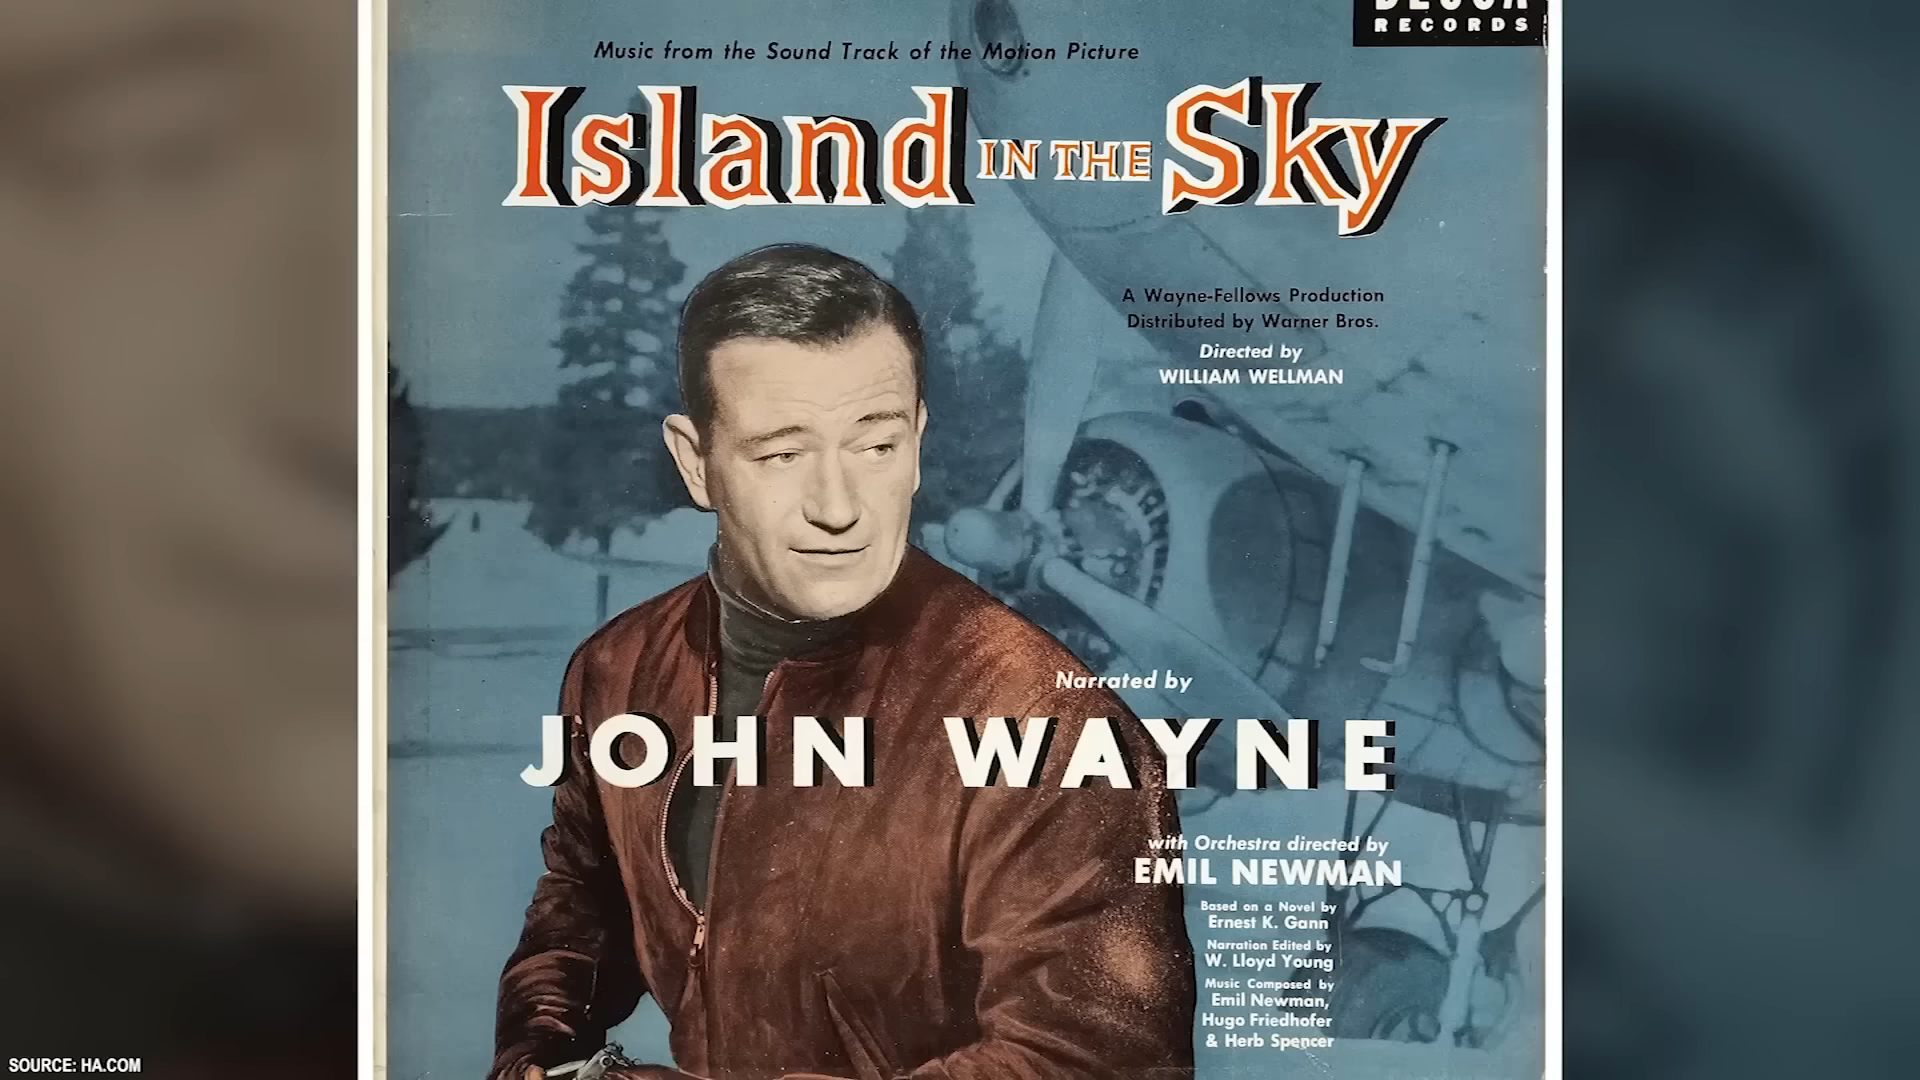 DECCA
RECORDS
Music from the Sound Track of the Motion Picture
Island IN THE Sky
A Wayne-Fellows Production
Distributed by Warner Bros.
Directed by
WILLIAM WELLMAN
Narrated by
JOHN WAYNE
with Orchestra directed by
EMIL NEWMAN
Based on a Novel by
Ernest K. Gann
Narration Edited by
W. Lloyd Young
Music Composed by
Emil Newman,
Hugo Friedhofer
& Herb Spencer
SOURCE: HA.COM